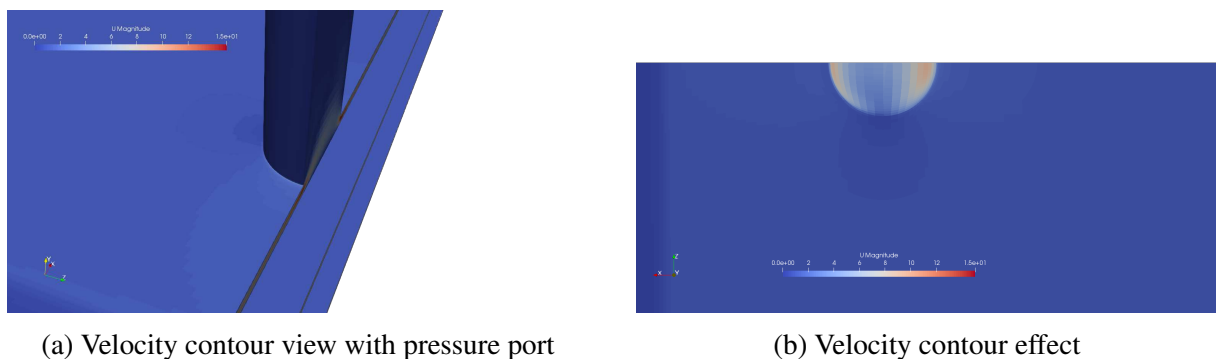 U Magnitude
0.0e+00 2 4 6 8 10 12 1.5e+01
Y
X
Z
(a) Velocity contour view with pressure port
U Magnitude
0.0e+00 2 4 6 8 10 12 1.5e+01
Z
X Y
(b) Velocity contour effect